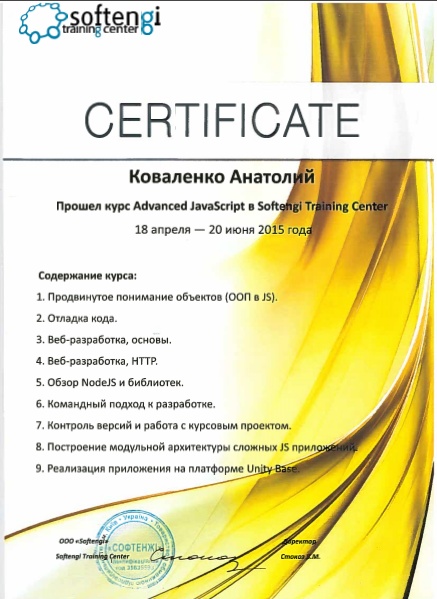 softengi
training center
CERTIFICATE
Коваленко Анатолий
Прошел курс Advanced JavaScript в Softengi Training Center
18 апреля — 20 июня 2015 года
Содержание курса:
1. Продвинутое понимание объектов (ООП в JS).
2. Отладка кода.
3. Веб-разработка, основы.
4. Веб-разработка, HTTP.
5. Обзор NodeJS и библиотек.
6. Командный подход к разработке.
7. Контроль версий и работа с курсовым проектом.
8. Построение модульной архитектуры сложных JS приложений.
9. Реализация приложения на платформе Unity Base.
ООО «Softengi»
Softengi Training Center
Україна
«СОФТЕНЖІ»
Директор
Стоков